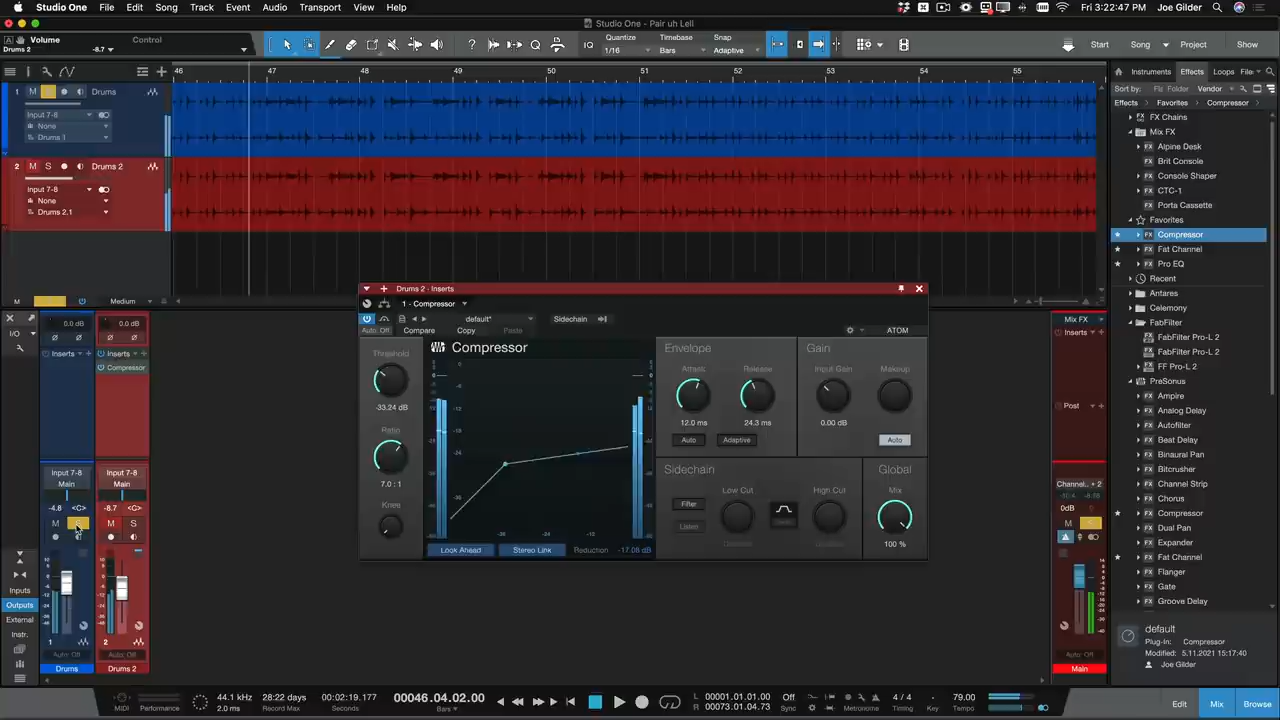 Studio One File Edit Song Track Event Audio Transport View Help Fri 3:22:47 PM Joe Gilder
Studio One - Pair uh Lell
Volume Control
Drums 2 -8.7
Quantize Timebase Snap
1/16 Bars Adaptive
IQ Start Song Project Show
46 47 48 49 50 51 52 53 54 55
Instruments Effects Loops File
Sort by: Flat Folder Vendor
Effects Favorites Compressor
1 M Drums
Input 7-8
None
Drums 1
2 M S Drums 2
Input 7-8
None
Drums 2.1
M Medium
FX Chains
Mix FX
Alpine Desk
Brit Console
Console Shaper
CTC-1
Porta Cassette
Favorites
Compressor
Fat Channel
Pro EQ
Recent
Antares
Celemony
FabFilter
FabFilter Pro-L 2
FabFilter Pro-L 2
FF Pro-L 2
PreSonus
Ampire
Analog Delay
Autofilter
Beat Delay
Binaural Pan
Bitcrusher
Channel Strip
Chorus
Compressor
Dual Pan
Expander
Fat Channel
Flanger
Gate
Groove Delay
default
Plug-In: Compressor
Modified: 5.11.2021 15:17:40
Joe Gilder
Drums 2 - Inserts
1 - Compressor
default* Sidechain
Auto: Off Compare Copy Paste ATOM
Threshold
-33.24 dB
Ratio
7.0 : 1
Knee
Compressor
Look Ahead Stereo Link Reduction -17.08 dB
Envelope
Attack Release
12.0 ms 24.3 ms
Auto Adaptive
Gain
Input Gain Makeup
0.00 dB
Auto
Sidechain
Filter Low Cut High Cut
Listen
Global
Mix
100 %
I/O
0.0 dB 0.0 dB
Inserts Inserts
Compressor
Input 7-8 Input 7-8
Main Main
-4.8 <C> -8.7 <C>
M S M S
1 2
Auto: Off Auto: Off
Drums Drums 2
Inputs
Outputs
External
Instr.
Mix FX
Inserts
Post
Channel.. + 2
0dB
M
Auto: Off
Main
MIDI Performance
44.1 kHz 28:22 days 00:02:19.177 00046.04.02.00
2.0 ms Record Max Seconds Bars
L 00001.01.01.00 Off 4 / 4 79.00
R 00073.01.04.73 Sync Metronome Timing Key Tempo
Edit Mix Browse